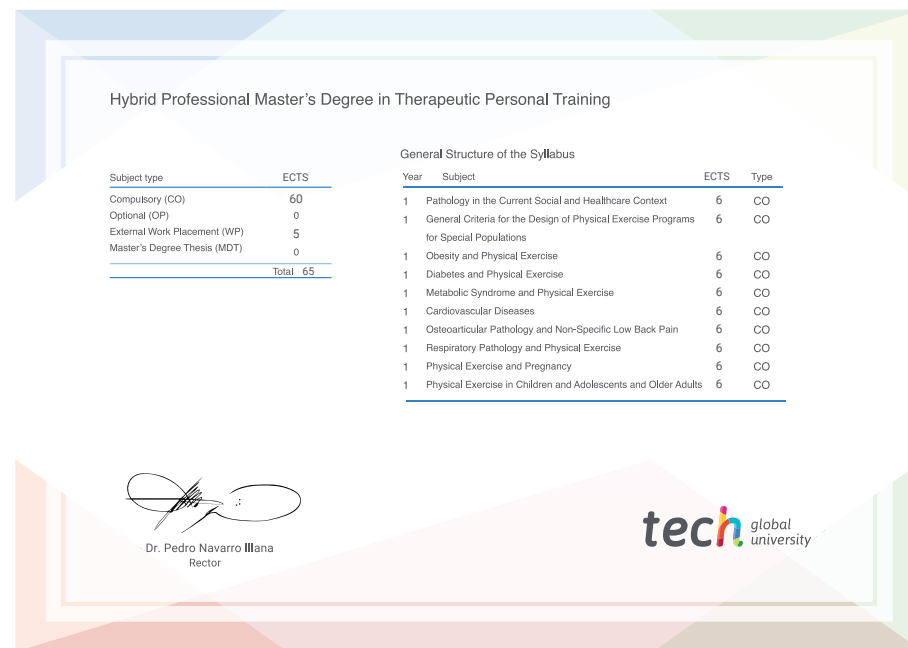 Hybrid Professional Master's Degree in Therapeutic Personal Training
Subject type ECTS
Compulsory (CO) 60
Optional (OP) 0
External Work Placement (WP) 5
Master's Degree Thesis (MDT) 0
Total 65
General Structure of the Syllabus
Year Subject ECTS Type
1 Pathology in the Current Social and Healthcare Context 6 CO
1 General Criteria for the Design of Physical Exercise Programs 6 CO
for Special Populations
1 Obesity and Physical Exercise 6 CO
1 Diabetes and Physical Exercise 6 CO
1 Metabolic Syndrome and Physical Exercise 6 CO
1 Cardiovascular Diseases 6 CO
1 Osteoarticular Pathology and Non-Specific Low Back Pain 6 CO
1 Respiratory Pathology and Physical Exercise 6 CO
1 Physical Exercise and Pregnancy 6 CO
1 Physical Exercise in Children and Adolescents and Older Adults 6 CO
Dr. Pedro Navarro Illana
Rector
tech global
university